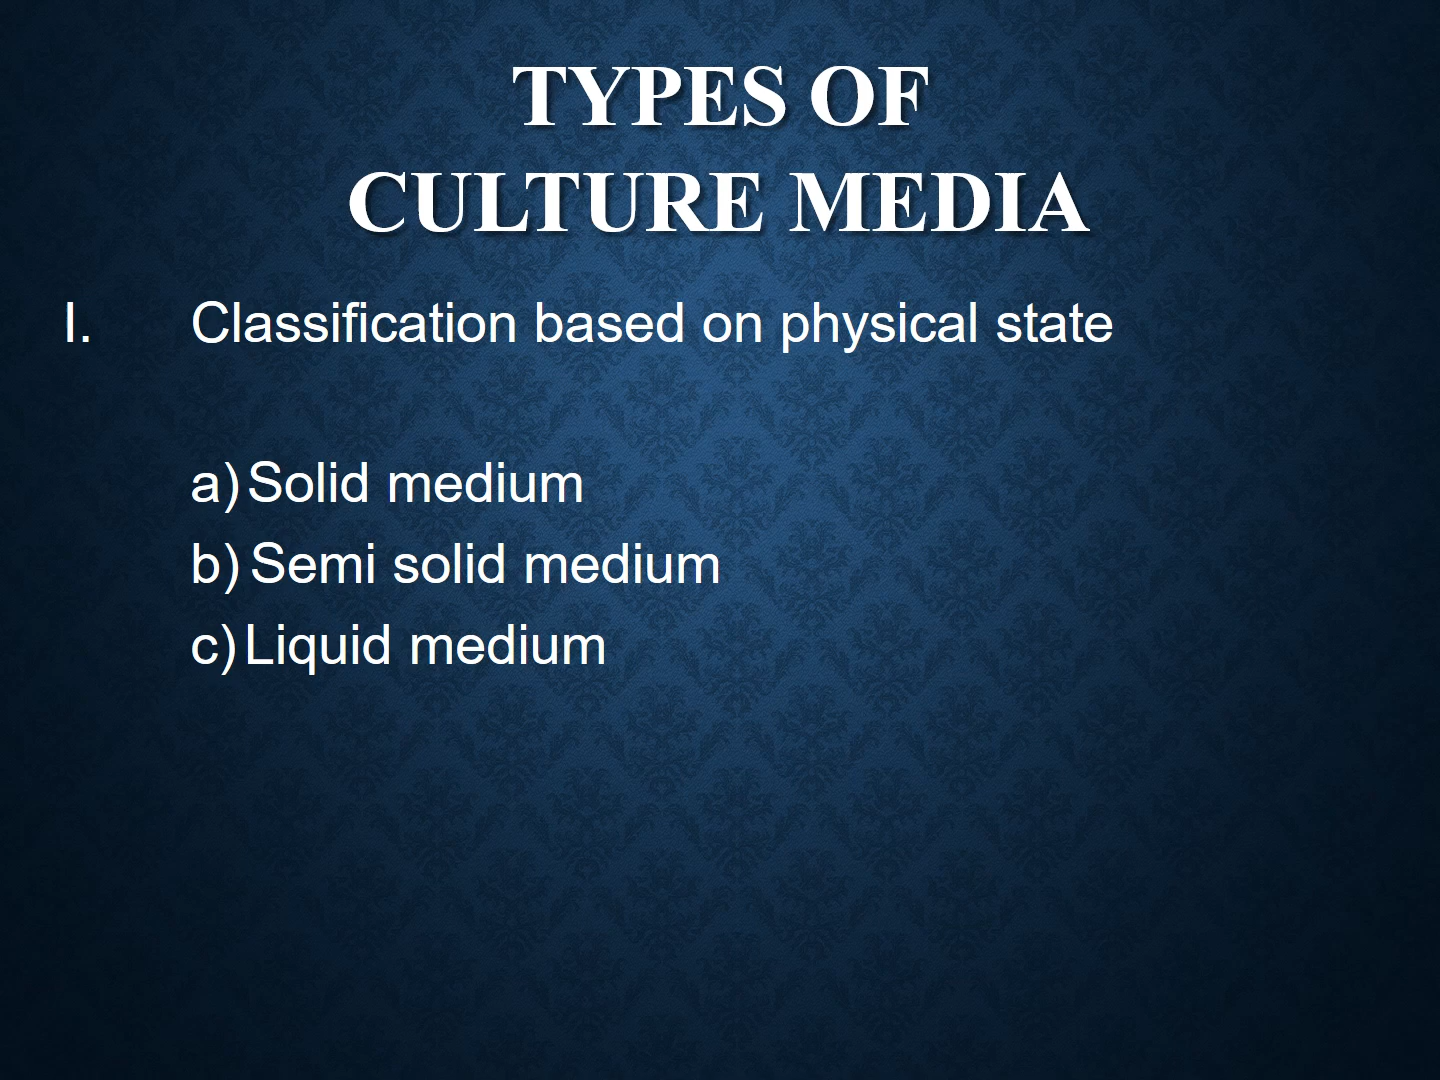 TYPES OF
CULTURE MEDIA
I. Classification based on physical state
a) Solid medium
b) Semi solid medium
c) Liquid medium